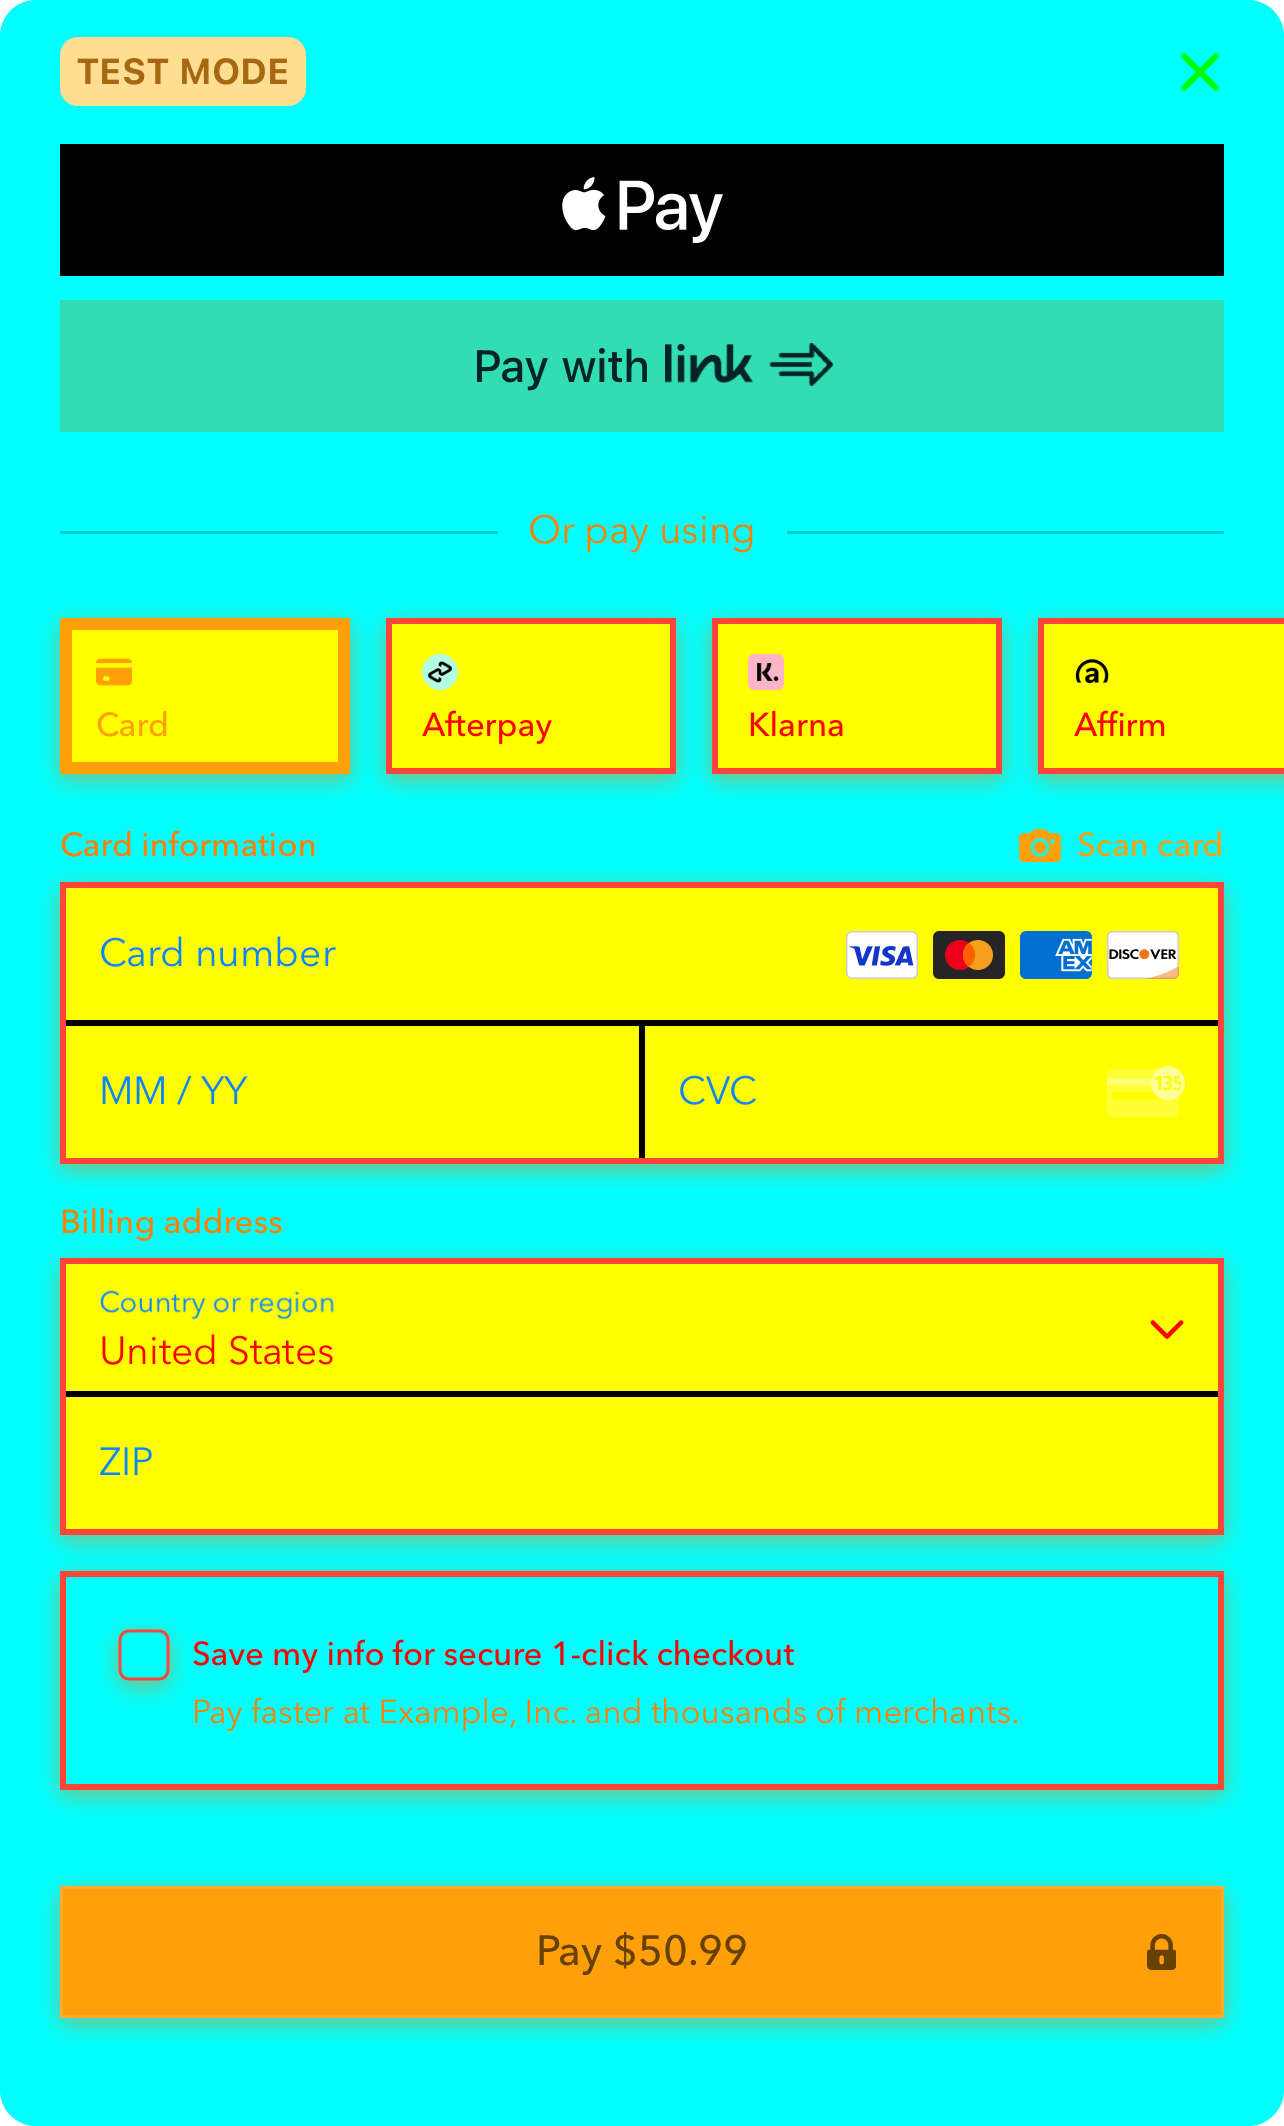 TEST MODE
Pay
Pay with link
Or pay using
Card
Afterpay
K.
Klarna
a
Affirm
Card information
Scan card
Card number
VISA
AM
EX
DISCOVER
MM / YY
CVC
135
Billing address
Country or region
United States
ZIP
Save my info for secure 1-click checkout
Pay faster at Example, Inc. and thousands of merchants.
Pay $50.99